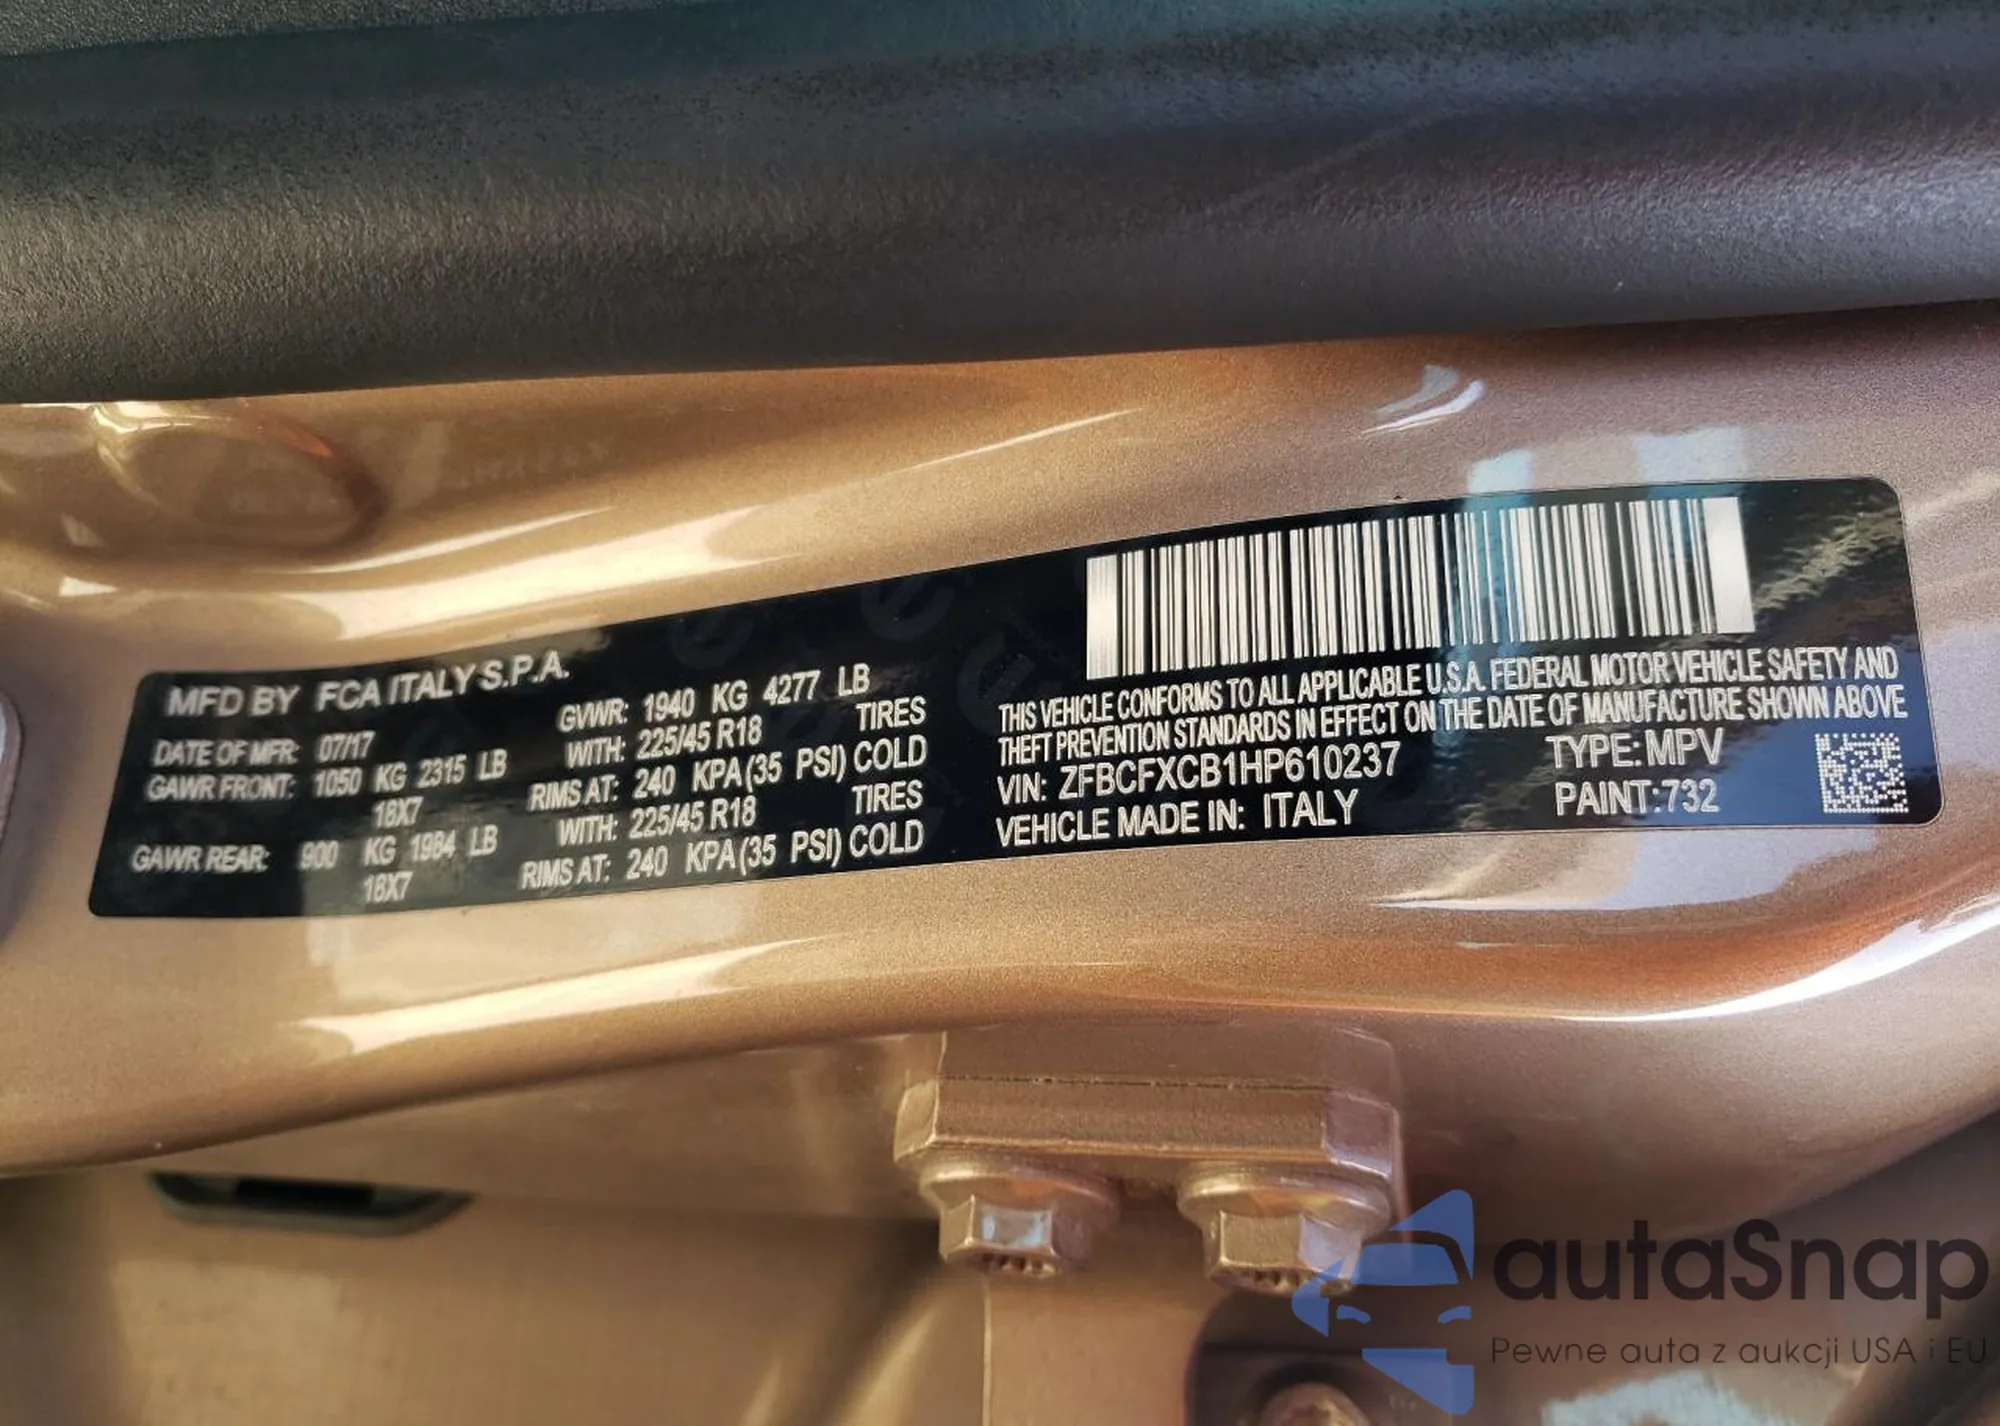 MFD BY FCA ITALY S.P.A.
DATE OF MFR: 07/17 GVWR: 1940 KG 4277 LB
GAWR FRONT: 1050 KG 2315 LB WITH: 225/45 R18 TIRES
18X7 RIMS AT: 240 KPA (35 PSI) COLD
GAWR REAR: 900 KG 1984 LB WITH: 225/45 R18 TIRES
18X7 RIMS AT: 240 KPA (35 PSI) COLD
THIS VEHICLE CONFORMS TO ALL APPLICABLE U.S.A. FEDERAL MOTOR VEHICLE SAFETY AND
THEFT PREVENTION STANDARDS IN EFFECT ON THE DATE OF MANUFACTURE SHOWN ABOVE
VIN: ZFBCFXCB1HP610237 TYPE: MPV
VEHICLE MADE IN: ITALY PAINT:732
autaSnap
Pewne auta z aukcji USA i EU